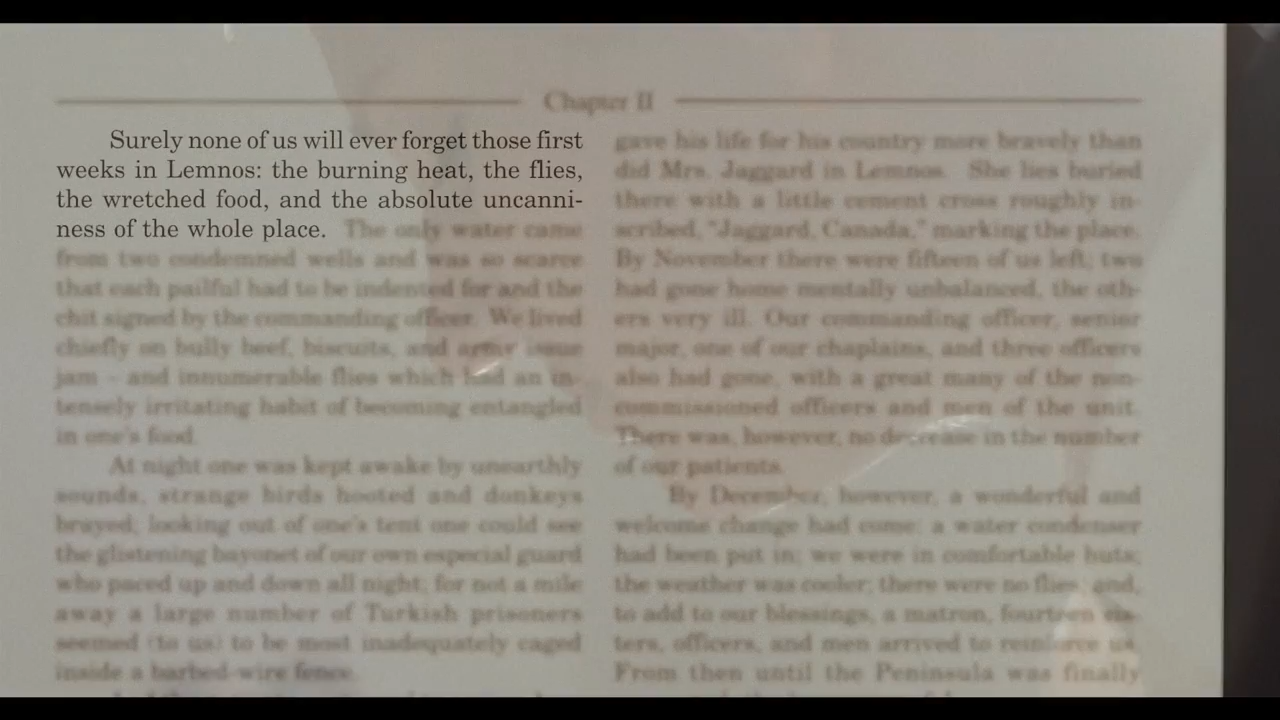 Chapter II
Surely none of us will ever forget those first
weeks in Lemnos: the burning heat, the flies,
the wretched food, and the absolute uncanni-
ness of the whole place. The only water came
from two condemned wells and was so scarce
that each pailful had to be indented for and the
chit signed by the commanding officer. We lived
chiefly on bully beef, biscuits, and army issue
jam - and innumerable flies which had an in-
tensely irritating habit of becoming entangled
in one's food.
At night one was kept awake by unearthly
sounds, strange birds hooted and donkeys
brayed; looking out of one's tent one could see
the glistening bayonet of our own especial guard
who paced up and down all night; for not a mile
away a large number of Turkish prisoners
seemed (to us) to be most inadequately caged
inside a barbed-wire fence.
gave his life for his country more bravely than
did Mrs. Jaggard in Lemnos. She lies buried
there with a little cement cross roughly in-
scribed, "Jaggard, Canada," marking the place.
By November there were fifteen of us left; two
had gone home mentally unbalanced, the oth-
ers very ill. Our commanding officer, senior
major, one of our chaplains, and three officers
also had gone, with a great many of the non-
commissioned officers and men of the unit.
There was, however, no decrease in the number
of our patients.
By December, however, a wonderful and
welcome change had come: a water condenser
had been put in; we were in comfortable huts;
the weather was cooler; there were no flies; and,
to add to our blessings, a matron, fourteen sis-
ters, officers, and men arrived to reinforce us.
From then until the Peninsula was finally